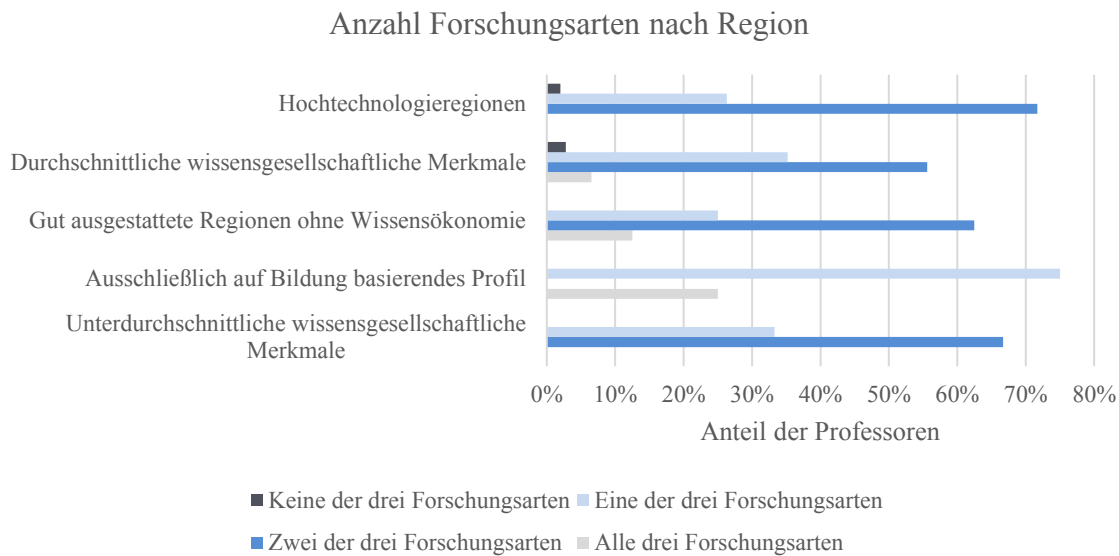 Anzahl Forschungsarten nach Region
Hochtechnologieregionen
Durchschnittliche wissensgesellschaftliche Merkmale
Gut ausgestattete Regionen ohne Wissensökonomie
Ausschließlich auf Bildung basierendes Profil
Unterdurchschnittliche wissensgesellschaftliche
Merkmale
0% 10% 20% 30% 40% 50% 60% 70% 80%
Anteil der Professoren
Keine der drei Forschungsarten Eine der drei Forschungsarten
Zwei der drei Forschungsarten Alle drei Forschungsarten